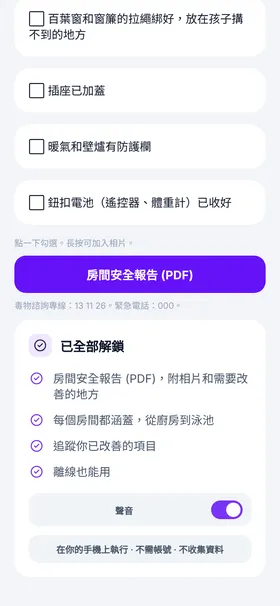 百葉窗和窗簾的拉繩綁好，放在孩子搆
不到的地方
插座已加蓋
暖氣和壁爐有防護欄
鈕扣電池（遙控器、體重計）已收好
點一下勾選。長按可加入相片。
房間安全報告 (PDF)
毒物諮詢專線：13 11 26。緊急電話：000。
已全部解鎖
房間安全報告 (PDF)，附相片和需要改
善的地方
每個房間都涵蓋，從廚房到泳池
追蹤你已改善的項目
離線也能用
聲音
在你的手機上執行 · 不需帳號 · 不收集資料